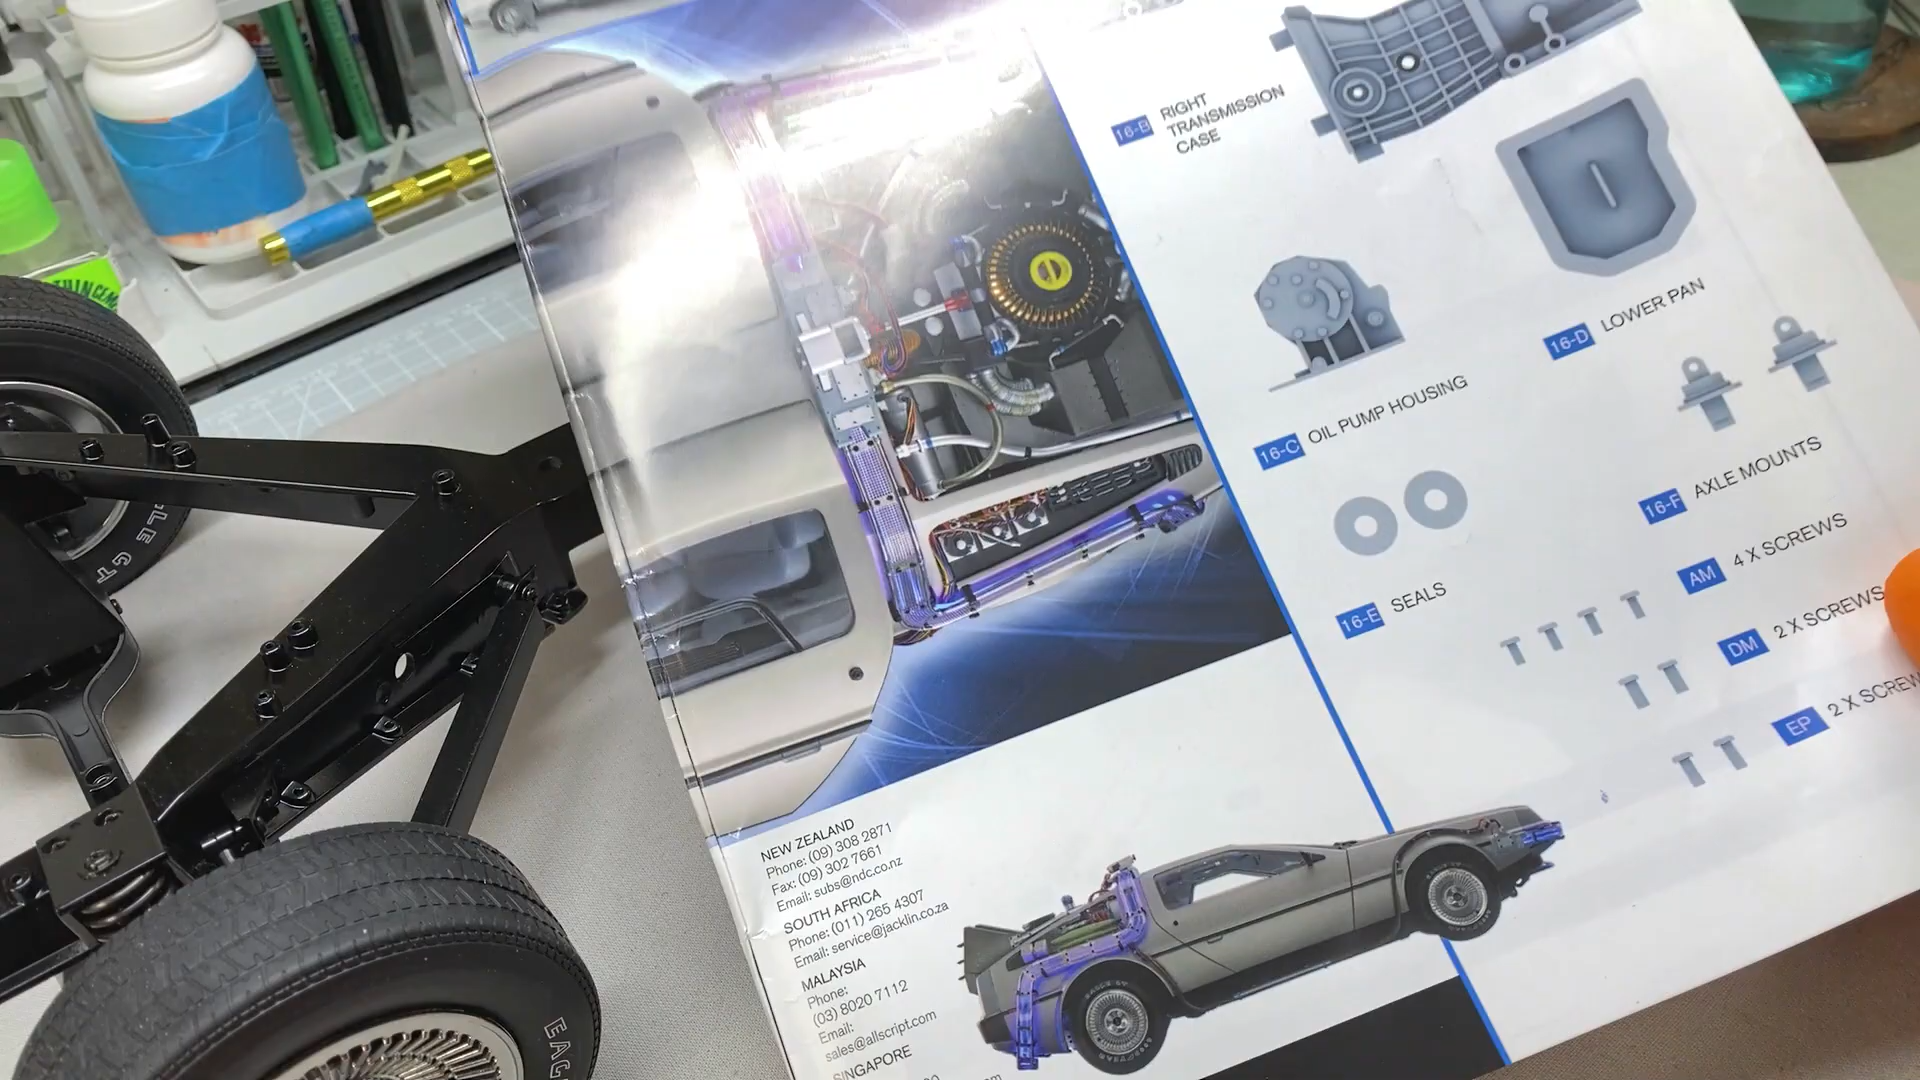 16-B RIGHT
TRANSMISSION
CASE
16-D LOWER PAN
16-C OIL PUMP HOUSING
16-F AXLE MOUNTS
16-E SEALS
AM 4 X SCREWS
DM 2 X SCREWS
EP 2 X SCREW
NEW ZEALAND
Phone: (09) 308 2871
Fax: (09) 302 7661
Email: subs@ndc.co.nz
SOUTH AFRICA
Phone: (011) 265 4307
Email: service@jacklin.co.za
MALAYSIA
Phone:
(03) 8020 7112
Email:
sales@allscript.com
SINGAPORE